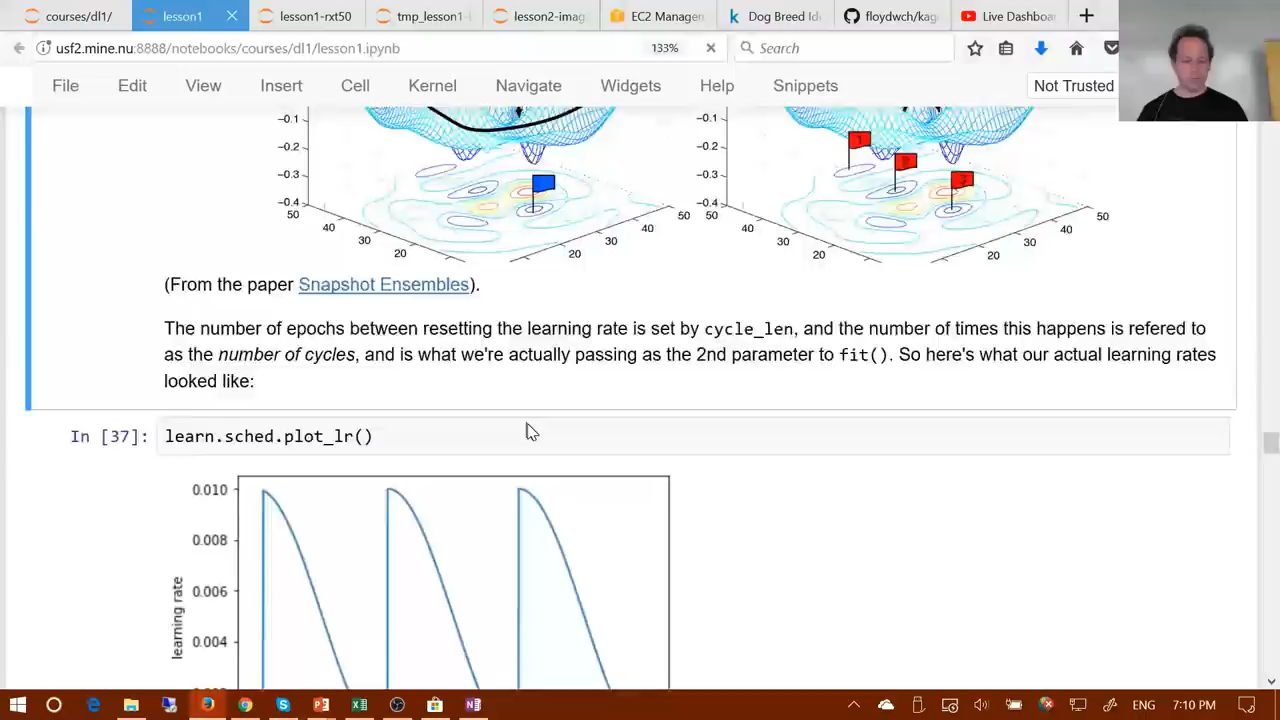 courses/dl1/
lesson1
lesson1-rxt50
tmp_lesson1
lesson2-imag
EC2 Managen
Dog Breed Id
floydwch/kag
Live Dashboa
usf2.mine.nu:8888/notebooks/courses/dl1/lesson1.ipynb
133%
Search
File Edit View Insert Cell Kernel Navigate Widgets Help Snippets
Not Trusted
−0.1
−0.2
−0.3
−0.4
50
40
30
20
20
30
40
50
−0.1
−0.2
−0.3
−0.4
50
40
30
20
20
30
40
50
1
2
3
(From the paper Snapshot Ensembles).
The number of epochs between resetting the learning rate is set by cycle_len, and the number of times this happens is refered to
as the number of cycles, and is what we're actually passing as the 2nd parameter to fit(). So here's what our actual learning rates
looked like:
In [37]: learn.sched.plot_lr()
0.010
0.008
0.006
0.004
learning rate
ENG
7:10 PM